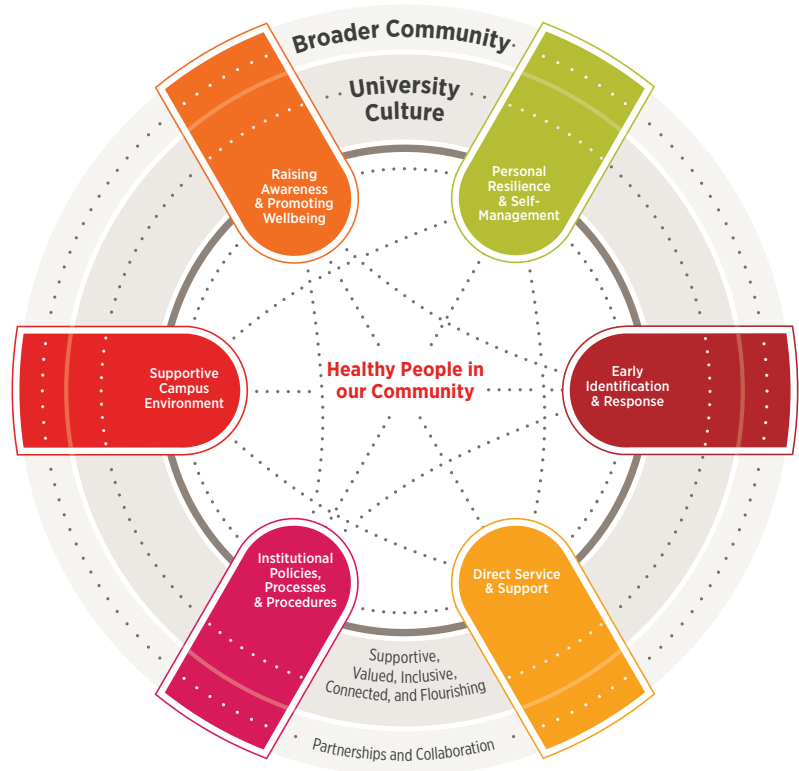 Broader Community
University
Culture
Raising
Awareness
& Promoting
Wellbeing
Personal
Resilience
& Self-
Management
Supportive
Campus
Environment
Healthy People in
our Community
Early
Identification
& Response
Institutional
Policies,
Processes
& Procedures
Direct Service
& Support
Supportive,
Valued, Inclusive,
Connected, and Flourishing
Partnerships and Collaboration